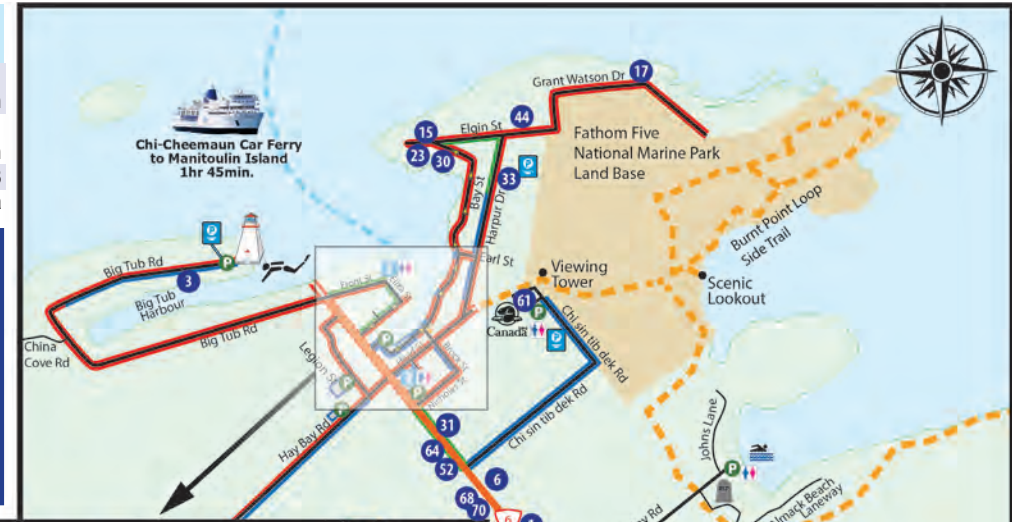 Grant Watson Dr
17
44
15
Elgin St
23
30
Chi-Cheemaun Car Ferry
to Manitoulin Island
1hr 45min.
Fathom Five
National Marine Park
Land Base
33
Bay St
Harpur Dr
Earl St
Burnt Point Loop
Side Trail
Big Tub Rd
3
Big Tub
Harbour
Viewing
Tower
Scenic
Lookout
61
Canada
Chi sin tib dek Rd
Front St
Big Tub Rd
China
Cove Rd
Legion St
Nicholas St
Hay Bay Rd
Chi sin tib dek Rd
Johns Lane
31
64
52
6
68
70
6
P